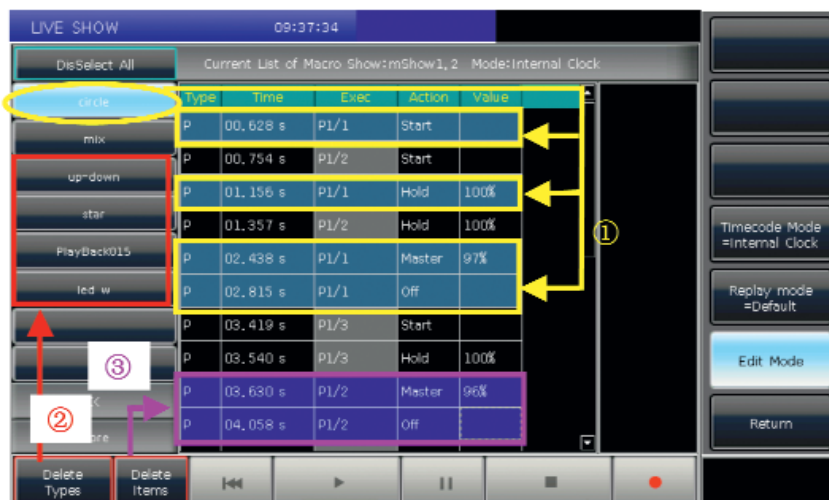 LIVE SHOW 09:37:34
DisSelect All
Current List of Macro Show:mShow1, 2 Mode:Internal Clock
circle
mix
up-down
star
PlayBack015
led w
Type Time Exec Action Value
P 00.628 s P1/1 Start
P 00.754 s P1/2 Start
P 01.156 s P1/1 Hold 100%
P 01.357 s P1/2 Hold 100%
P 02.438 s P1/1 Master 97%
P 02.815 s P1/1 Off
P 03.419 s P1/3 Start
P 03.540 s P1/3 Hold 100%
P 03.630 s P1/2 Master 96%
P 04.058 s P1/2 Off
①
②
③
Delete
Types
Delete
Items
Timecode Mode
=Internal Clock
Replay mode
=Default
Edit Mode
Return